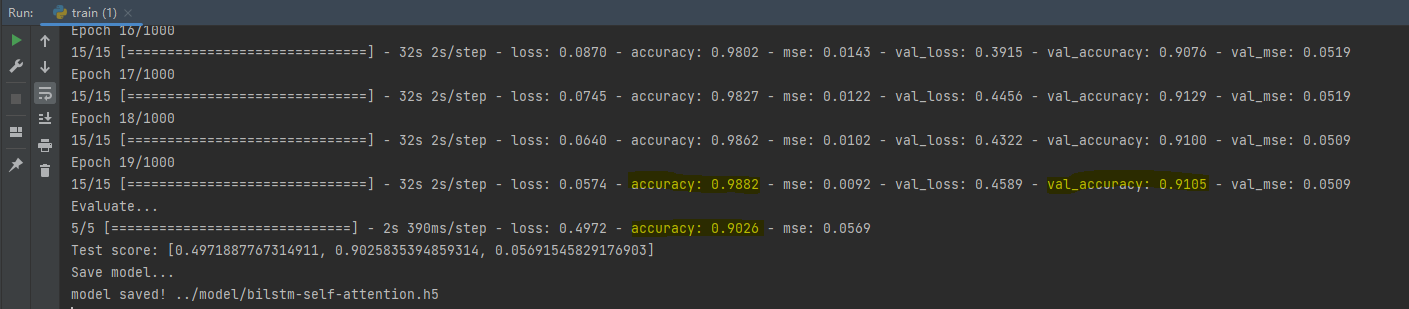 Run: train (1)
Epoch 16/1000
15/15 [==============================] - 32s 2s/step - loss: 0.0870 - accuracy: 0.9802 - mse: 0.0143 - val_loss: 0.3915 - val_accuracy: 0.9076 - val_mse: 0.0519
Epoch 17/1000
15/15 [==============================] - 32s 2s/step - loss: 0.0745 - accuracy: 0.9827 - mse: 0.0122 - val_loss: 0.4456 - val_accuracy: 0.9129 - val_mse: 0.0519
Epoch 18/1000
15/15 [==============================] - 32s 2s/step - loss: 0.0640 - accuracy: 0.9862 - mse: 0.0102 - val_loss: 0.4322 - val_accuracy: 0.9100 - val_mse: 0.0509
Epoch 19/1000
15/15 [==============================] - 32s 2s/step - loss: 0.0574 - accuracy: 0.9882 - mse: 0.0092 - val_loss: 0.4589 - val_accuracy: 0.9105 - val_mse: 0.0509
Evaluate...
5/5 [==============================] - 2s 390ms/step - loss: 0.4972 - accuracy: 0.9026 - mse: 0.0569
Test score: [0.4971887767314911, 0.9025835394859314, 0.05691545829176903]
Save model...
model saved! ../model/bilstm-self-attention.h5